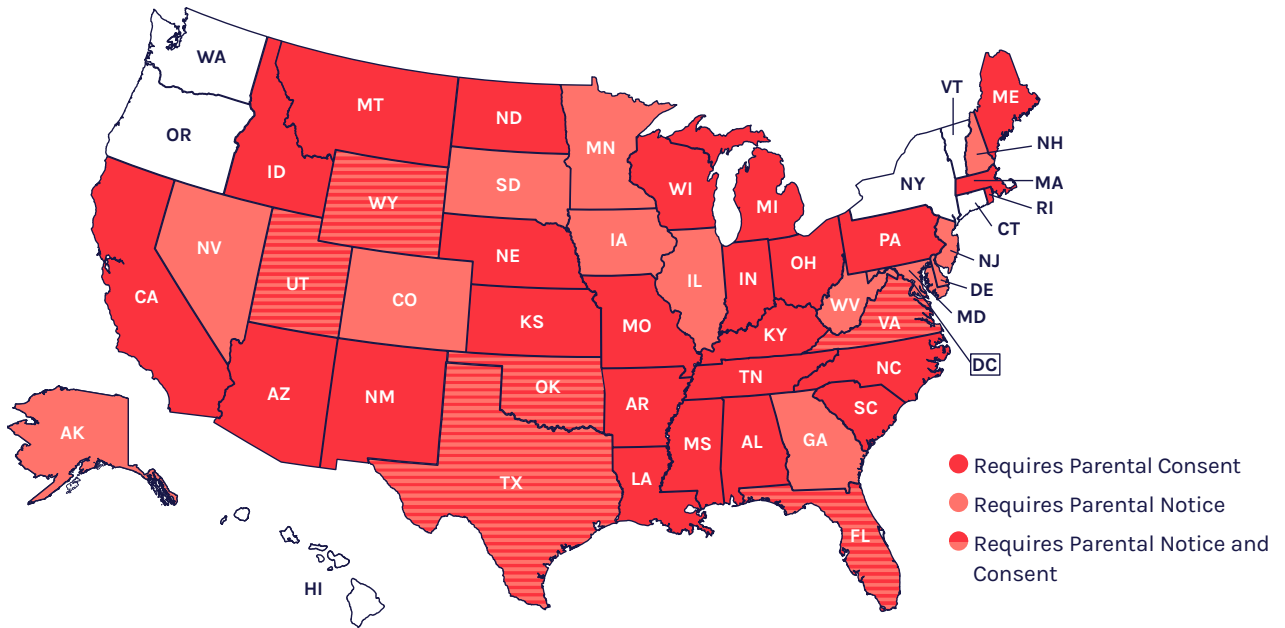 WA
OR
MT
ID
ND
MN
SD
WY
WI
MI
VT
ME
NH
MA
RI
CT
NY
NV
UT
CO
NE
IA
IL
IN
OH
PA
NJ
DE
MD
DC
CA
KS
MO
KY
WV
VA
AZ
NM
OK
AR
TN
NC
SC
MS
AL
GA
LA
TX
FL
AK
HI
Requires Parental Consent
Requires Parental Notice
Requires Parental Notice and
Consent